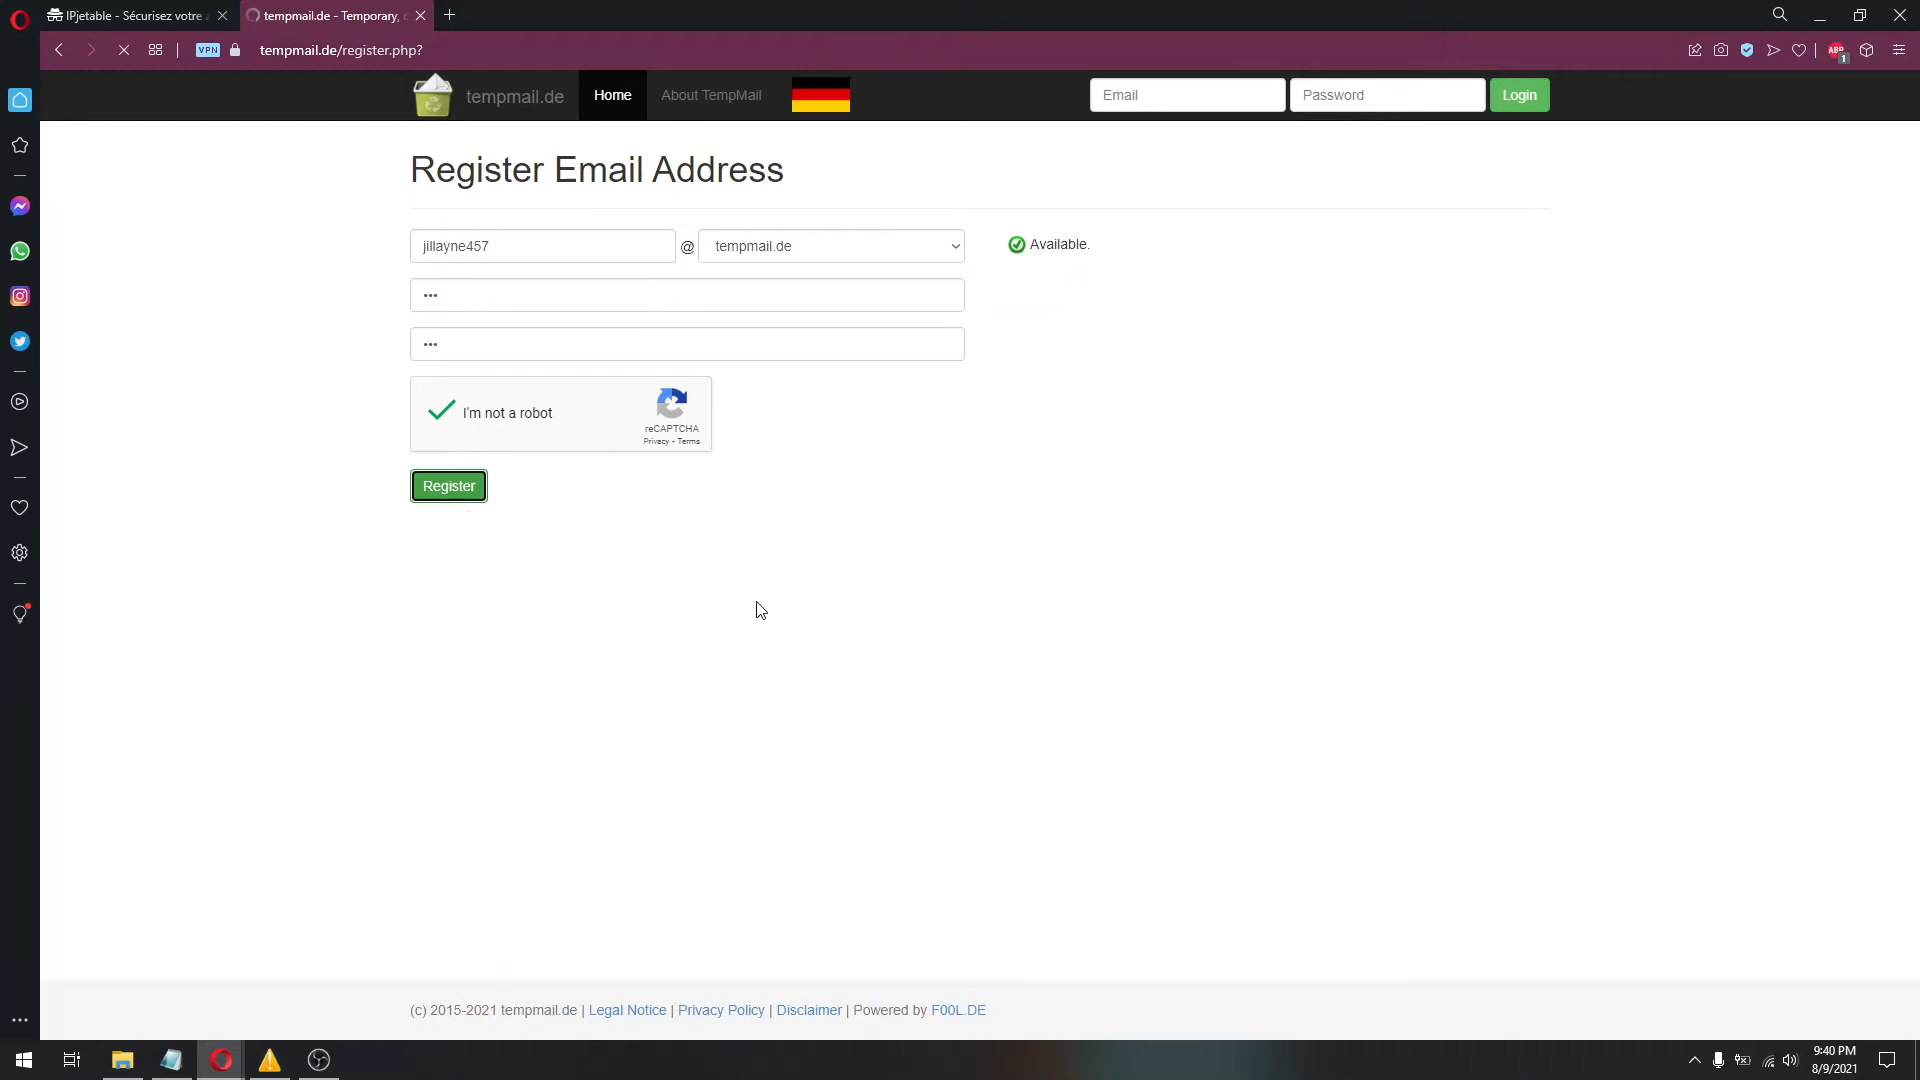 IPjetable - Sécurisez votre
tempmail.de - Temporary,
VPN
tempmail.de/register.php?
ABP
1
tempmail.de
Home
About TempMail
Email
Password
Login
Register Email Address
jillayne457
@
tempmail.de
Available.
•••
•••
I'm not a robot
reCAPTCHA
Privacy - Terms
Register
(c) 2015-2021 tempmail.de | Legal Notice | Privacy Policy | Disclaimer | Powered by F00L.DE
9:40 PM
8/9/2021